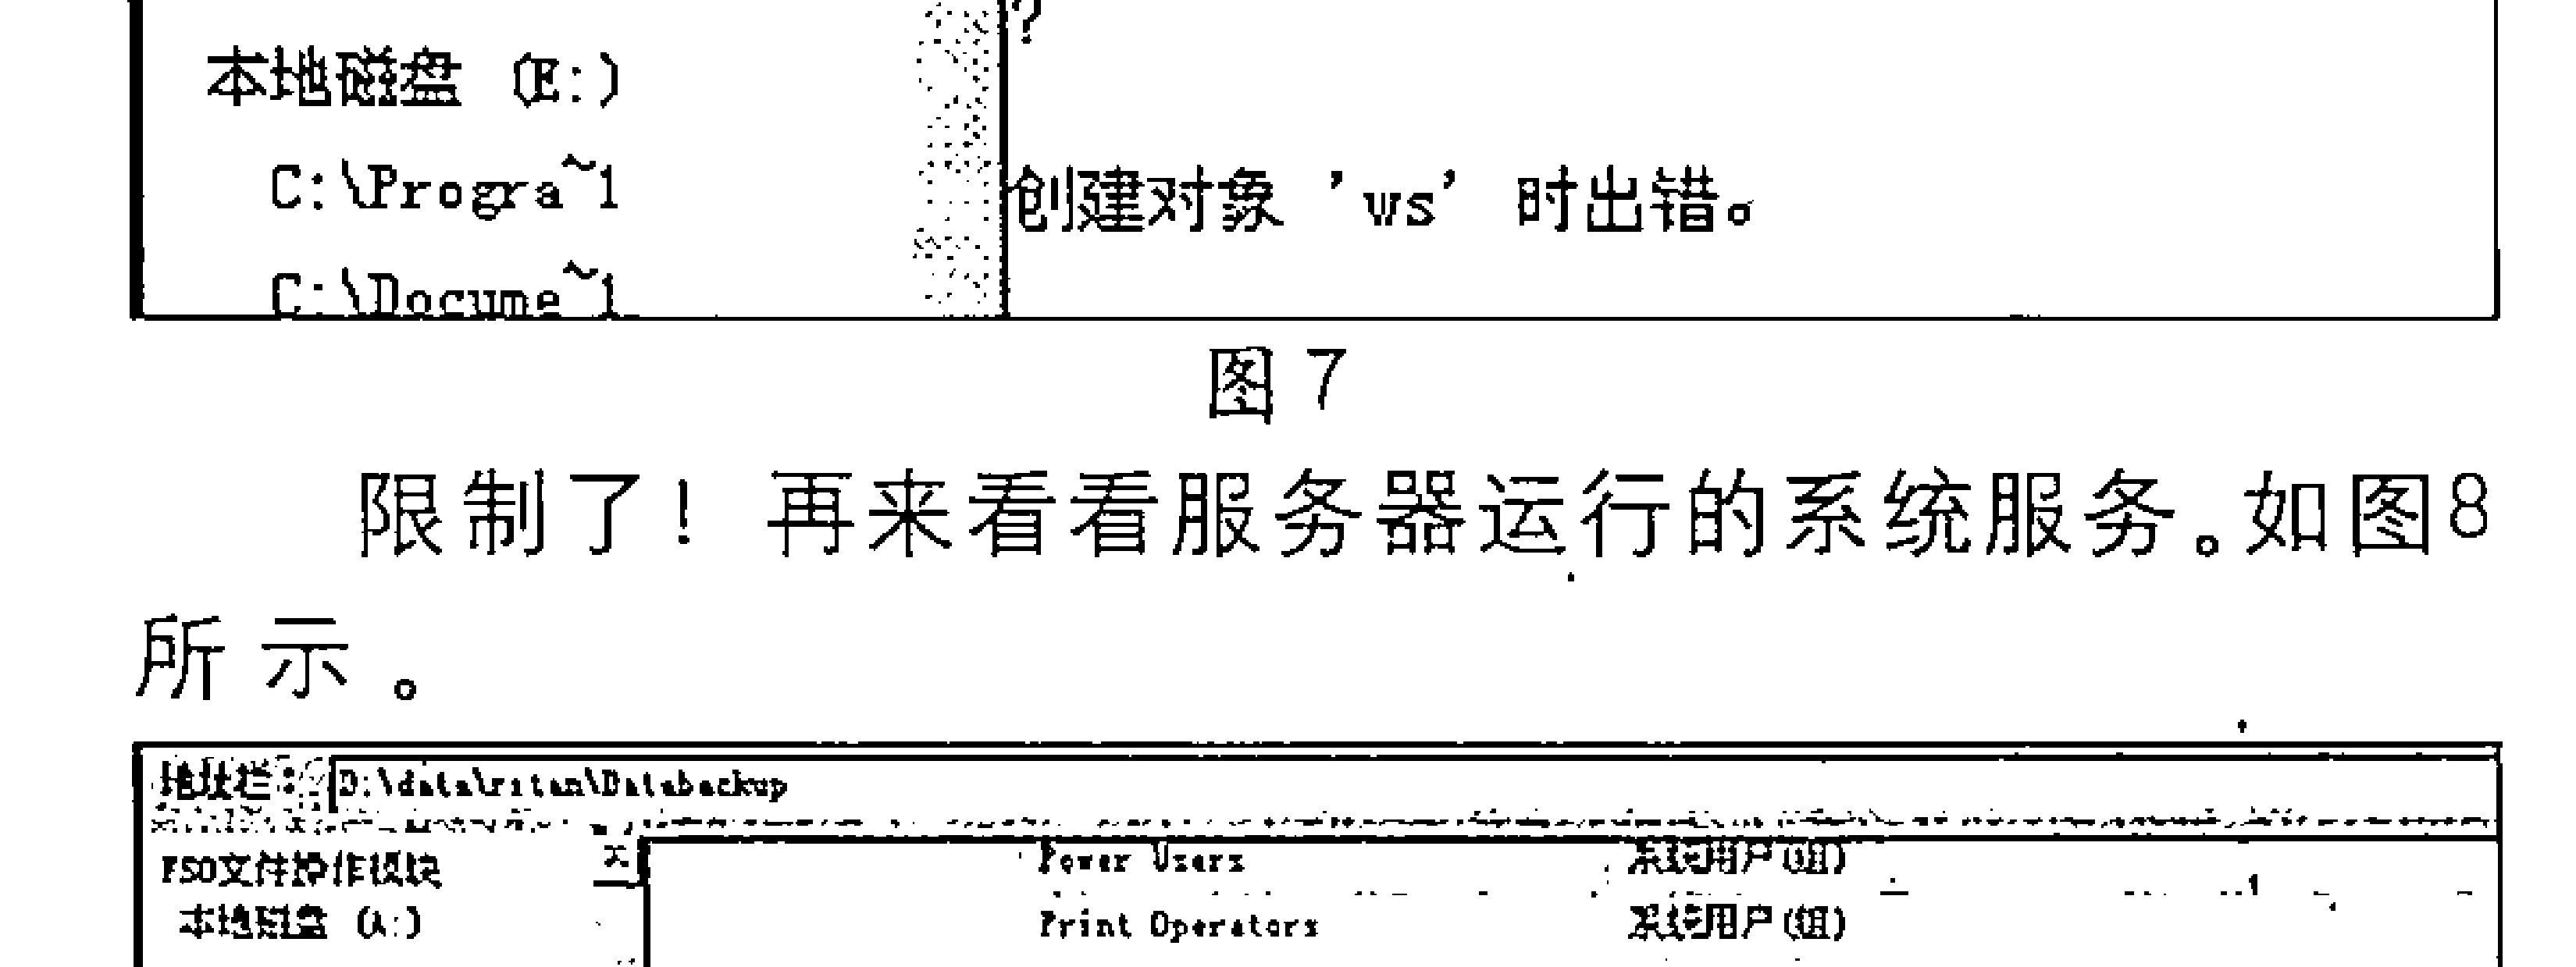 ?
本地磁盘 (E:)
C:\Progra~1
创建对象 'ws' 时出错。
C:\Docume~1
图 7
限制了！再来看看服务器运行的系统服务。如图8
所示。
地址栏： D:\data\ritan\Databackup
FSO文件操作模块
Power Users 系统用户(组)
本地磁盘 (A:)
Print Operators 系统用户(组)